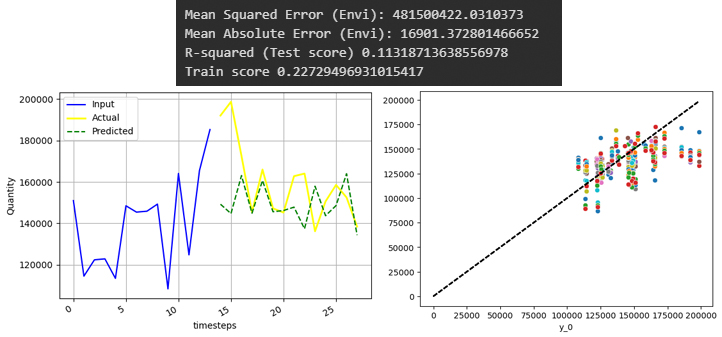 Mean Squared Error (Envi): 481500422.0310373
Mean Absolute Error (Envi): 16901.372801466652
R-squared (Test score) 0.11318713638556978
Train score 0.22729496931015417
200000
180000
160000
140000
120000
Quantity
Input
Actual
Predicted
0
5
10
15
20
25
timesteps
200000
175000
150000
125000
100000
75000
50000
25000
0
0
25000
50000
75000
100000
125000
150000
175000
200000
y_0